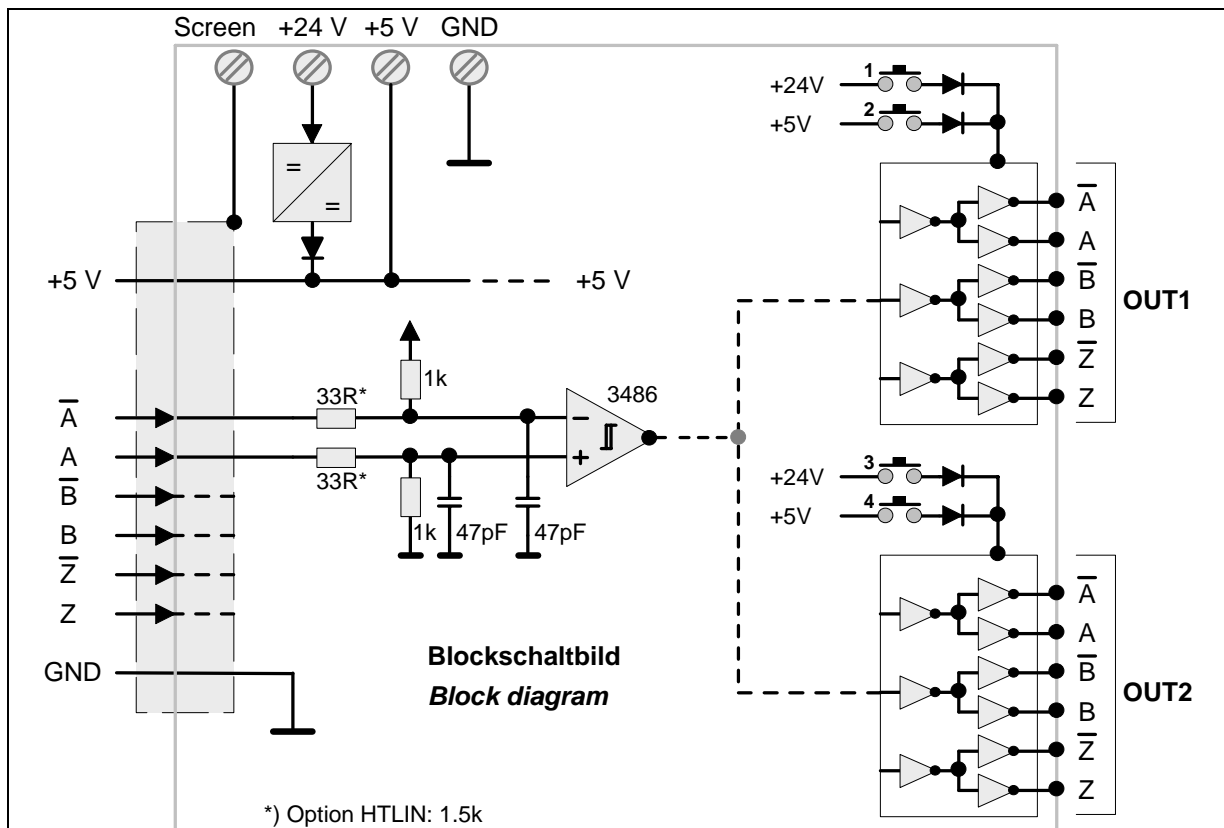 Screen +24 V +5 V GND
1
+24V
2
+5V
=
=
A̅
A
+5 V
+5 V
B̅
B
OUT1
Z̅
Z
1k
3486
33R*
A̅
−
A
+
33R*
B̅
1k
47pF
47pF
B
Z̅
Z
3
+24V
4
+5V
A̅
A
Blockschaltbild
GND
B̅
Block diagram
B
OUT2
Z̅
Z
*) Option HTLIN: 1.5k